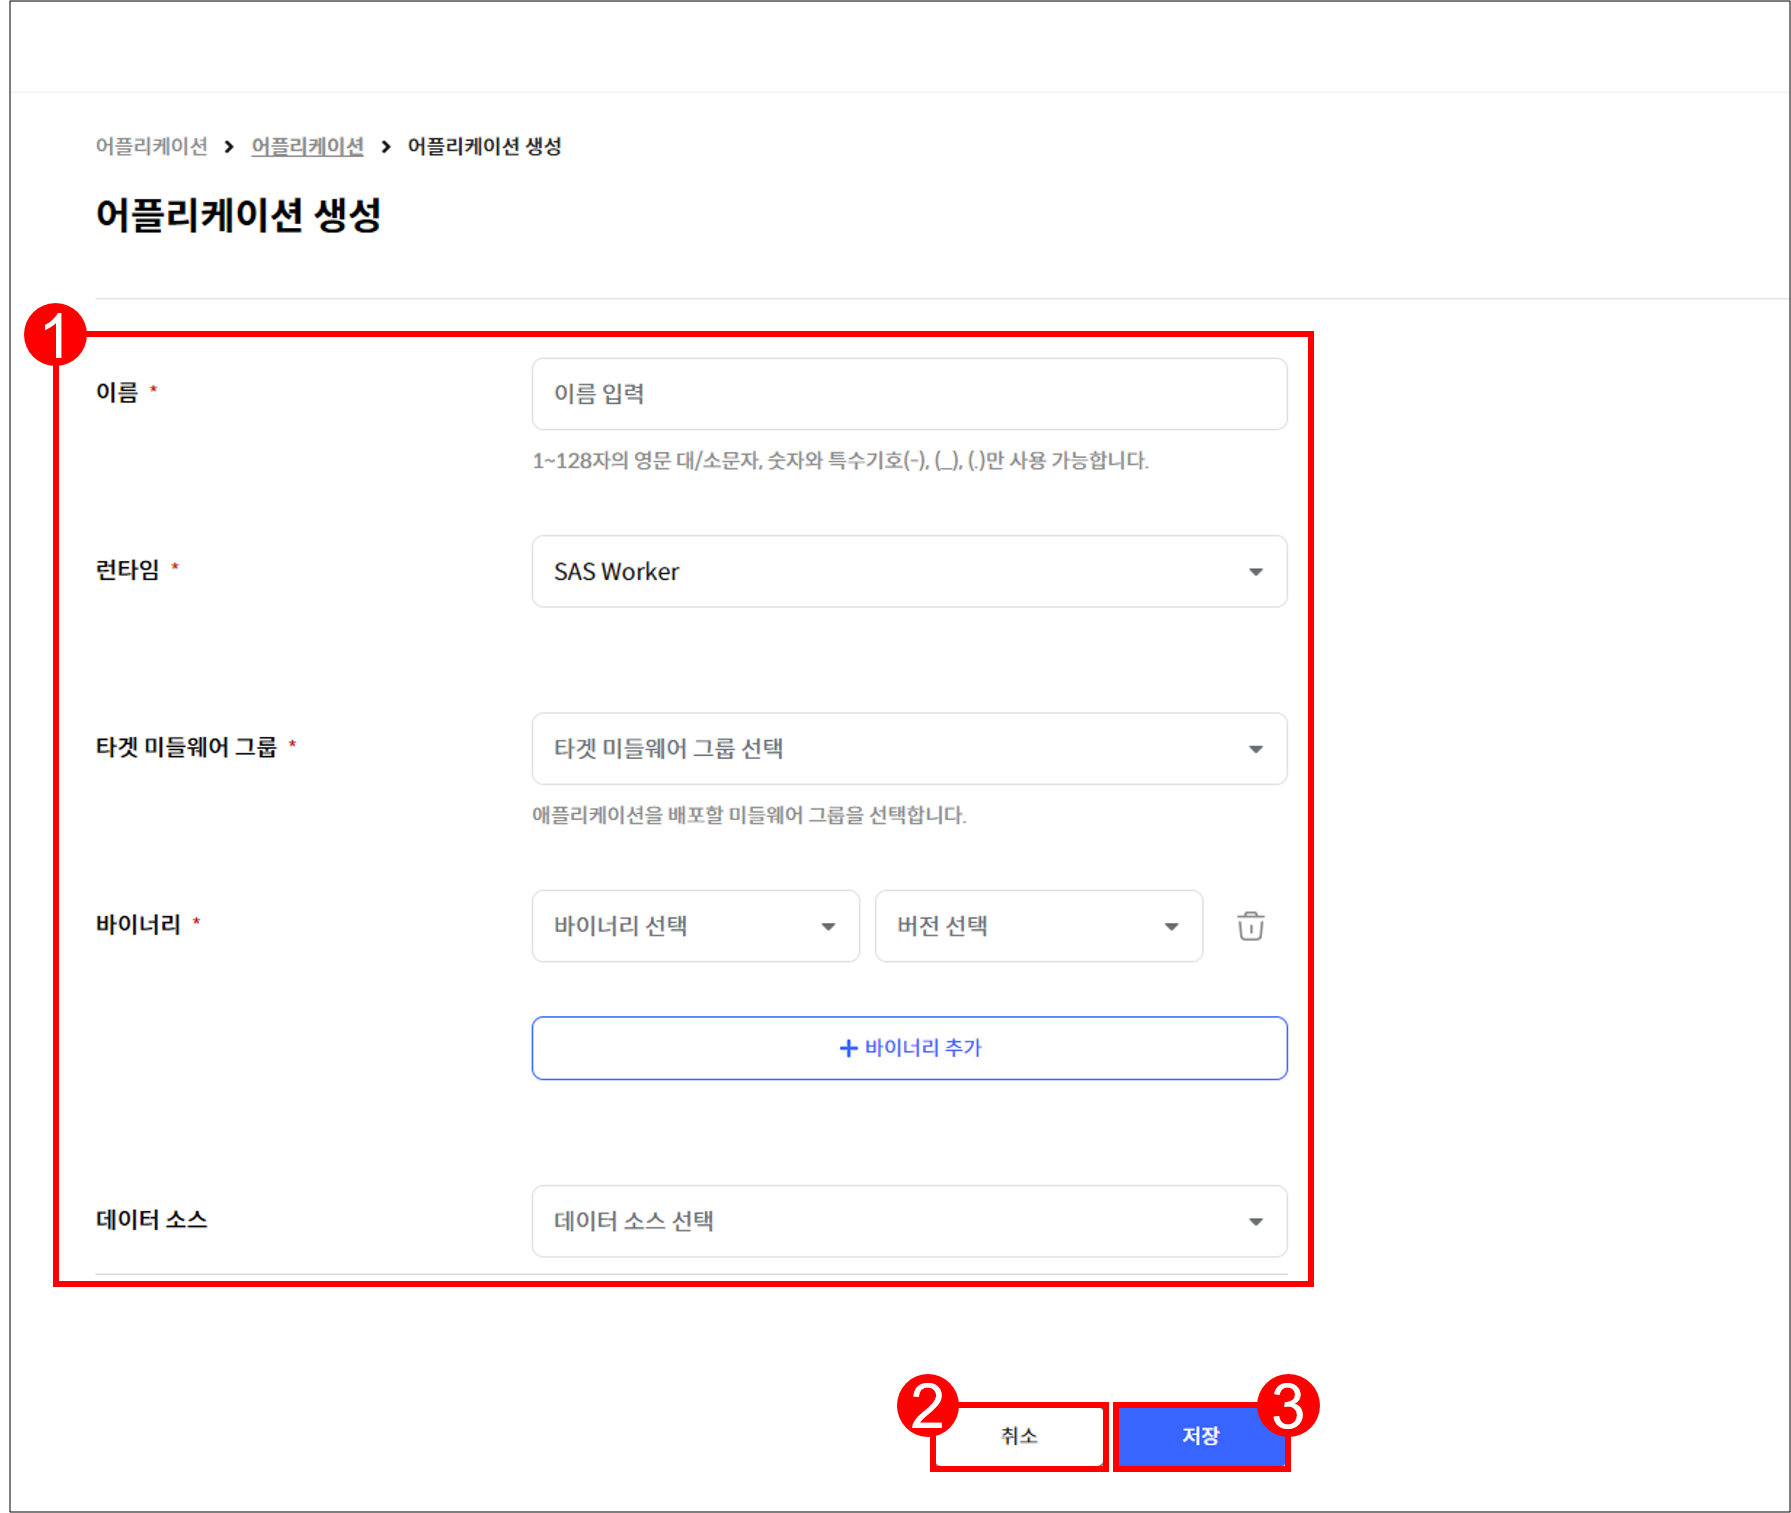 어플리케이션 > 어플리케이션 > 어플리케이션 생성
어플리케이션 생성
1
이름 *
이름 입력
1~128자의 영문 대/소문자, 숫자와 특수기호(-), (_), (.)만 사용 가능합니다.
런타임 *
SAS Worker
타겟 미들웨어 그룹 *
타겟 미들웨어 그룹 선택
애플리케이션을 배포할 미들웨어 그룹을 선택합니다.
바이너리 *
바이너리 선택
버전 선택
+ 바이너리 추가
데이터 소스
데이터 소스 선택
2
취소
3
저장